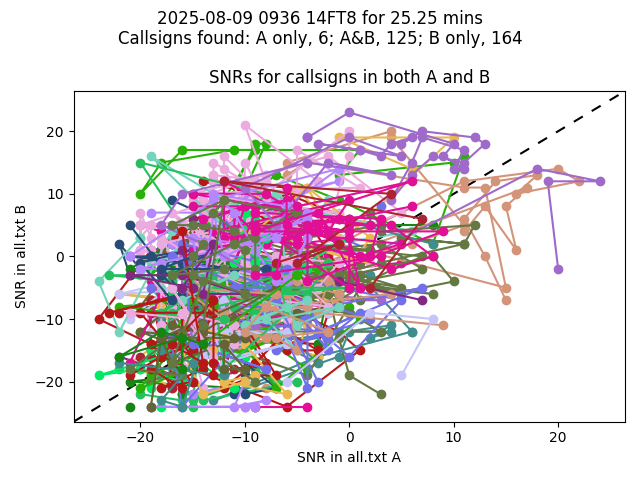 2025-08-09 0936 14FT8 for 25.25 mins
Callsigns found: A only, 6; A&B, 125; B only, 164
SNRs for callsigns in both A and B
SNR in all.txt B
20
10
0
−10
−20
−20 −10 0 10 20
SNR in all.txt A